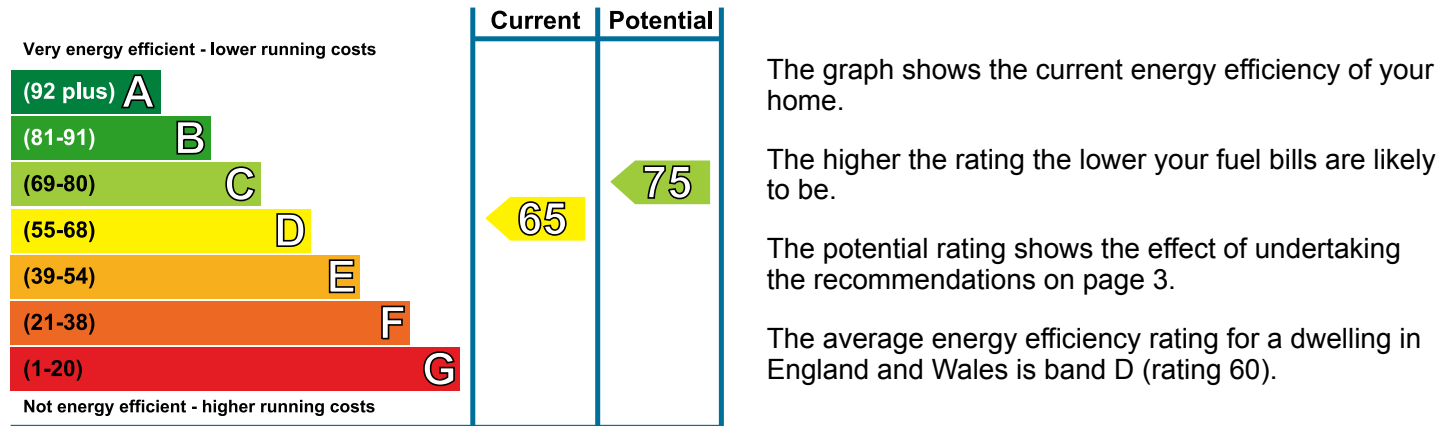 Current Potential
Very energy efficient - lower running costs
(92 plus) A
(81-91) B
(69-80) C
75
65
(55-68) D
(39-54) E
(21-38) F
(1-20) G
Not energy efficient - higher running costs
The graph shows the current energy efficiency of your
home.
The higher the rating the lower your fuel bills are likely
to be.
The potential rating shows the effect of undertaking
the recommendations on page 3.
The average energy efficiency rating for a dwelling in
England and Wales is band D (rating 60).